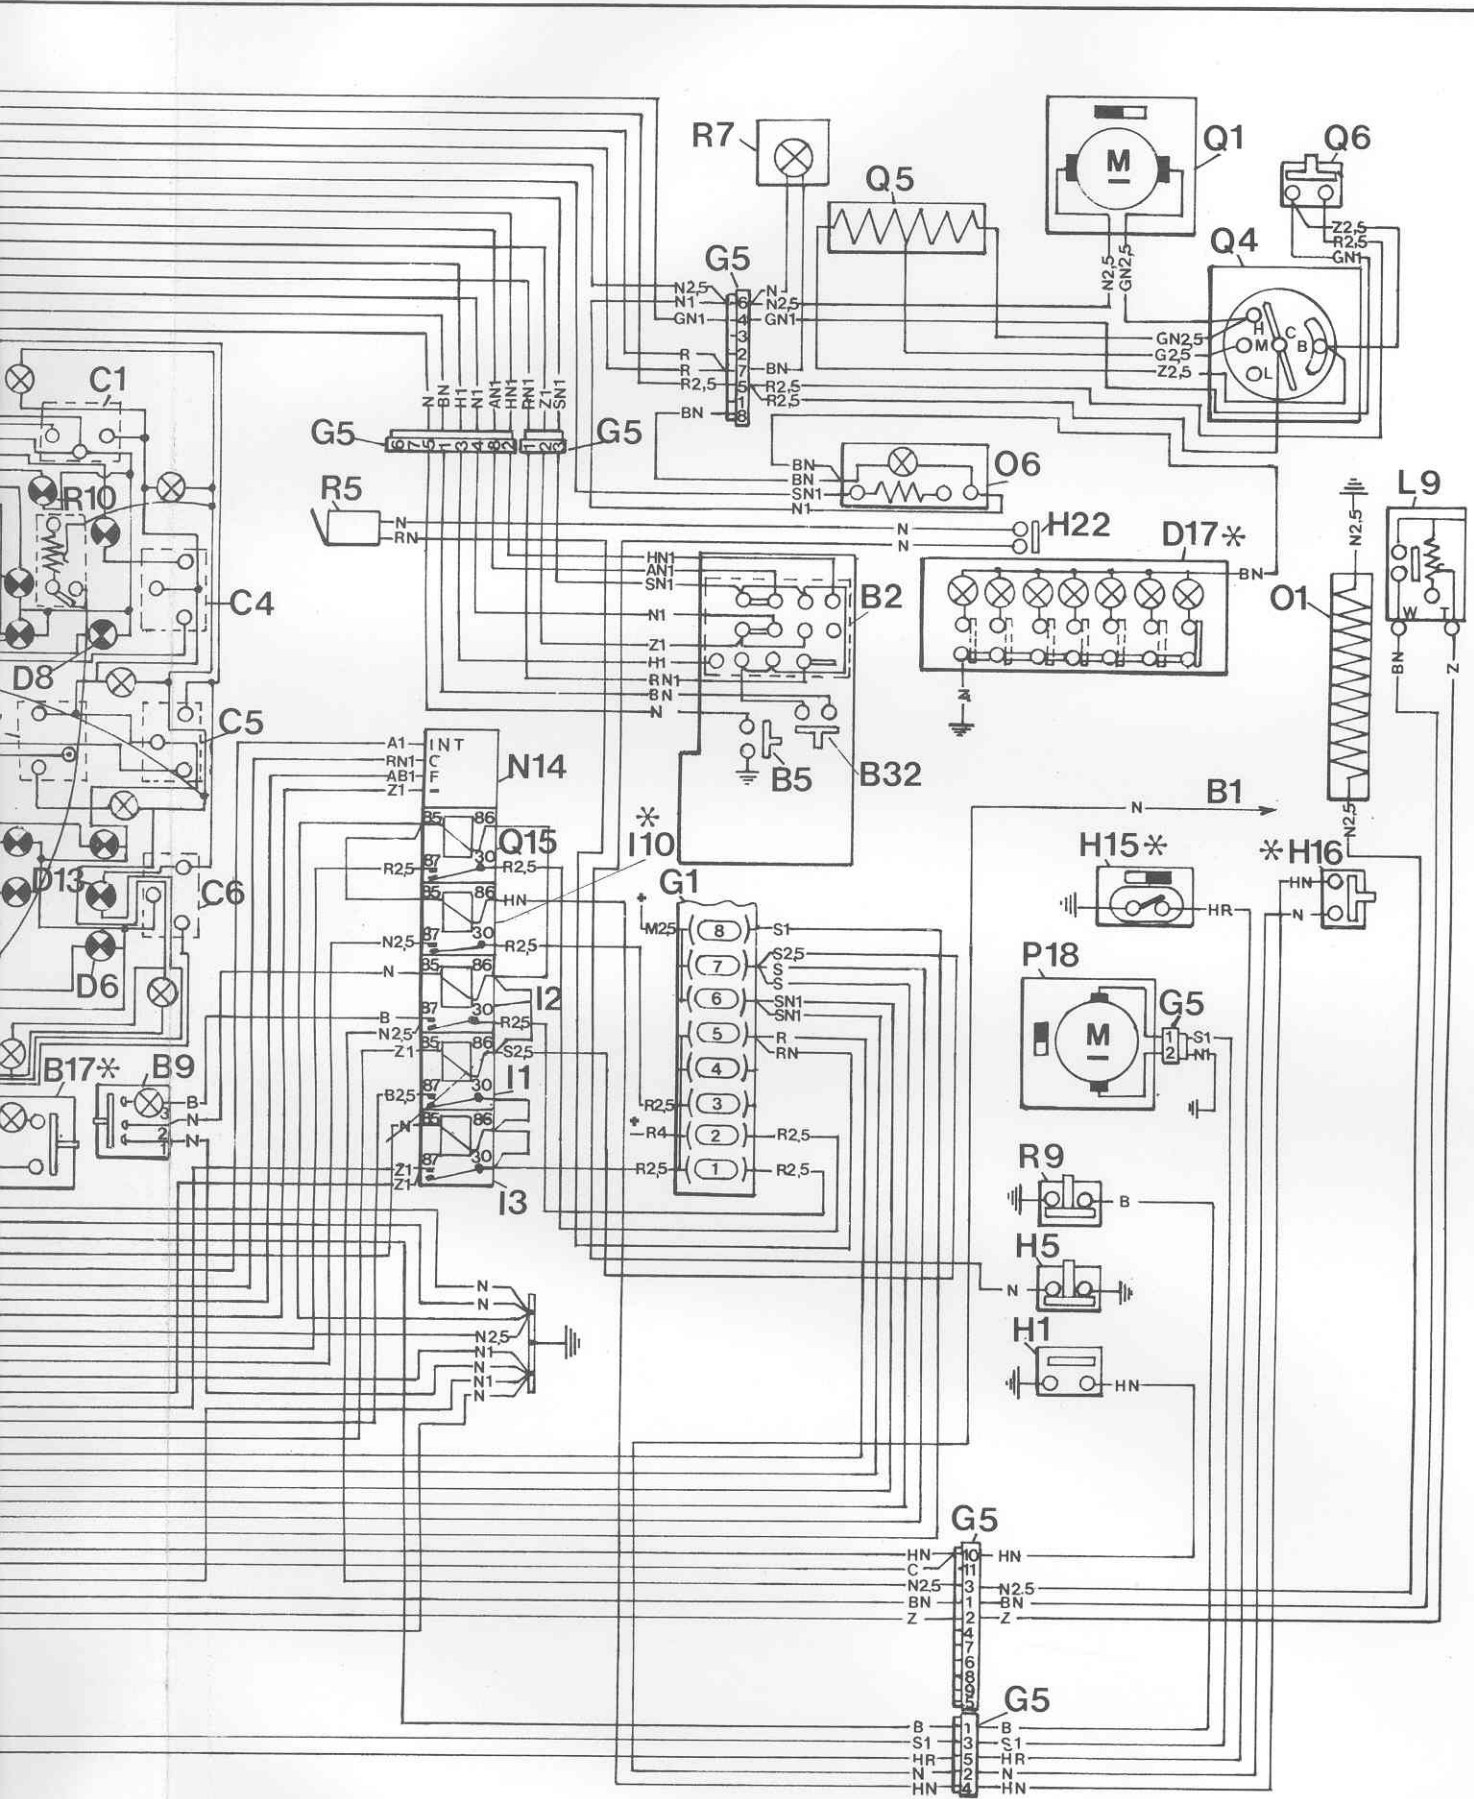 R7
Q1
Q6
Q5
M
Z2,5
R2,5
GN1
Q4
G5
N2,5
GN2,5
N2,5
N
N1
6
N2,5
GN1
4
GN1
3
H
C
GN2,5
M
B
R
2
G2,5
R
7
BN
Z2,5
L
C1
R2,5
5
R2,5
1
R2,5
BN
8
N
BN
H1
N1
AN1
HN1
RN1
Z1
SN1
G5
6
7
5
1
3
4
8
2
1
2
3
G5
BN
BN
SN1
N1
O6
R10
R5
N
RN
N
N
H22
D17*
L9
N2,5
HN1
AN1
SN1
BN
C4
B2
O1
N1
W
T
Z1
H1
RN1
BN
N
D8
N
BN
Z
C5
A1
INT
RN1
C
AB1
F
Z1
N14
B5
B32
B1
N
*
I10
85
86
Q15
N2,5
87
30
R2,5
R2,5
H15*
*H16
D13
C6
85
86
HN
G1
HN
HR
N
M2,5
8
S1
N2,5
87
30
R2,5
7
S2,5
S
S
P18
85
86
N
D6
I2
6
SN1
SN1
G5
B
87
30
R2,5
N2,5
5
R
RN
M
1
S1
2
N1
Z1
85
86
S2,5
4
B17*
B9
I1
B2,5
87
30
R2,5
3
B
3
N
2
N
1
N
85
86
R4
2
R2,5
R9
Z1
87
30
R2,5
1
R2,5
Z1
I3
B
H5
N
N
N
H1
N2,5
N1
N
N1
N
HN
G5
HN
10
HN
C
11
N2,5
3
N2,5
BN
1
BN
Z
2
Z
4
7
6
8
9
5
G5
B
1
B
S1
3
S1
HR
5
HR
N
2
N
HN
4
HN